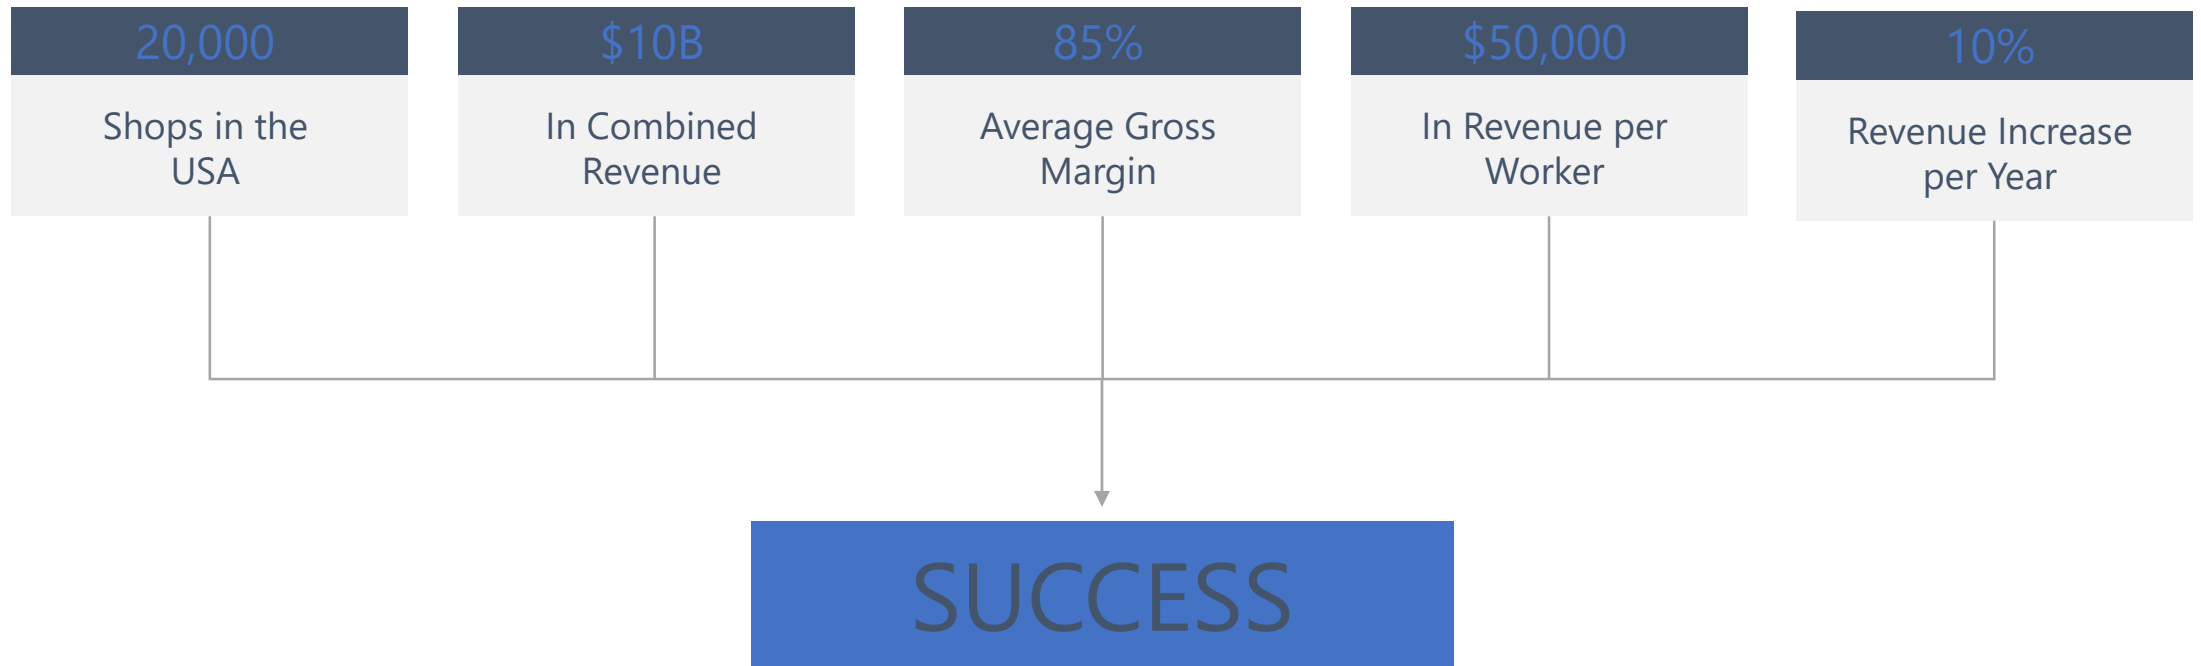 20,000
Shops in the
USA
$10B
In Combined
Revenue
85%
Average Gross
Margin
$50,000
In Revenue per
Worker
10%
Revenue Increase
per Year
SUCCESS